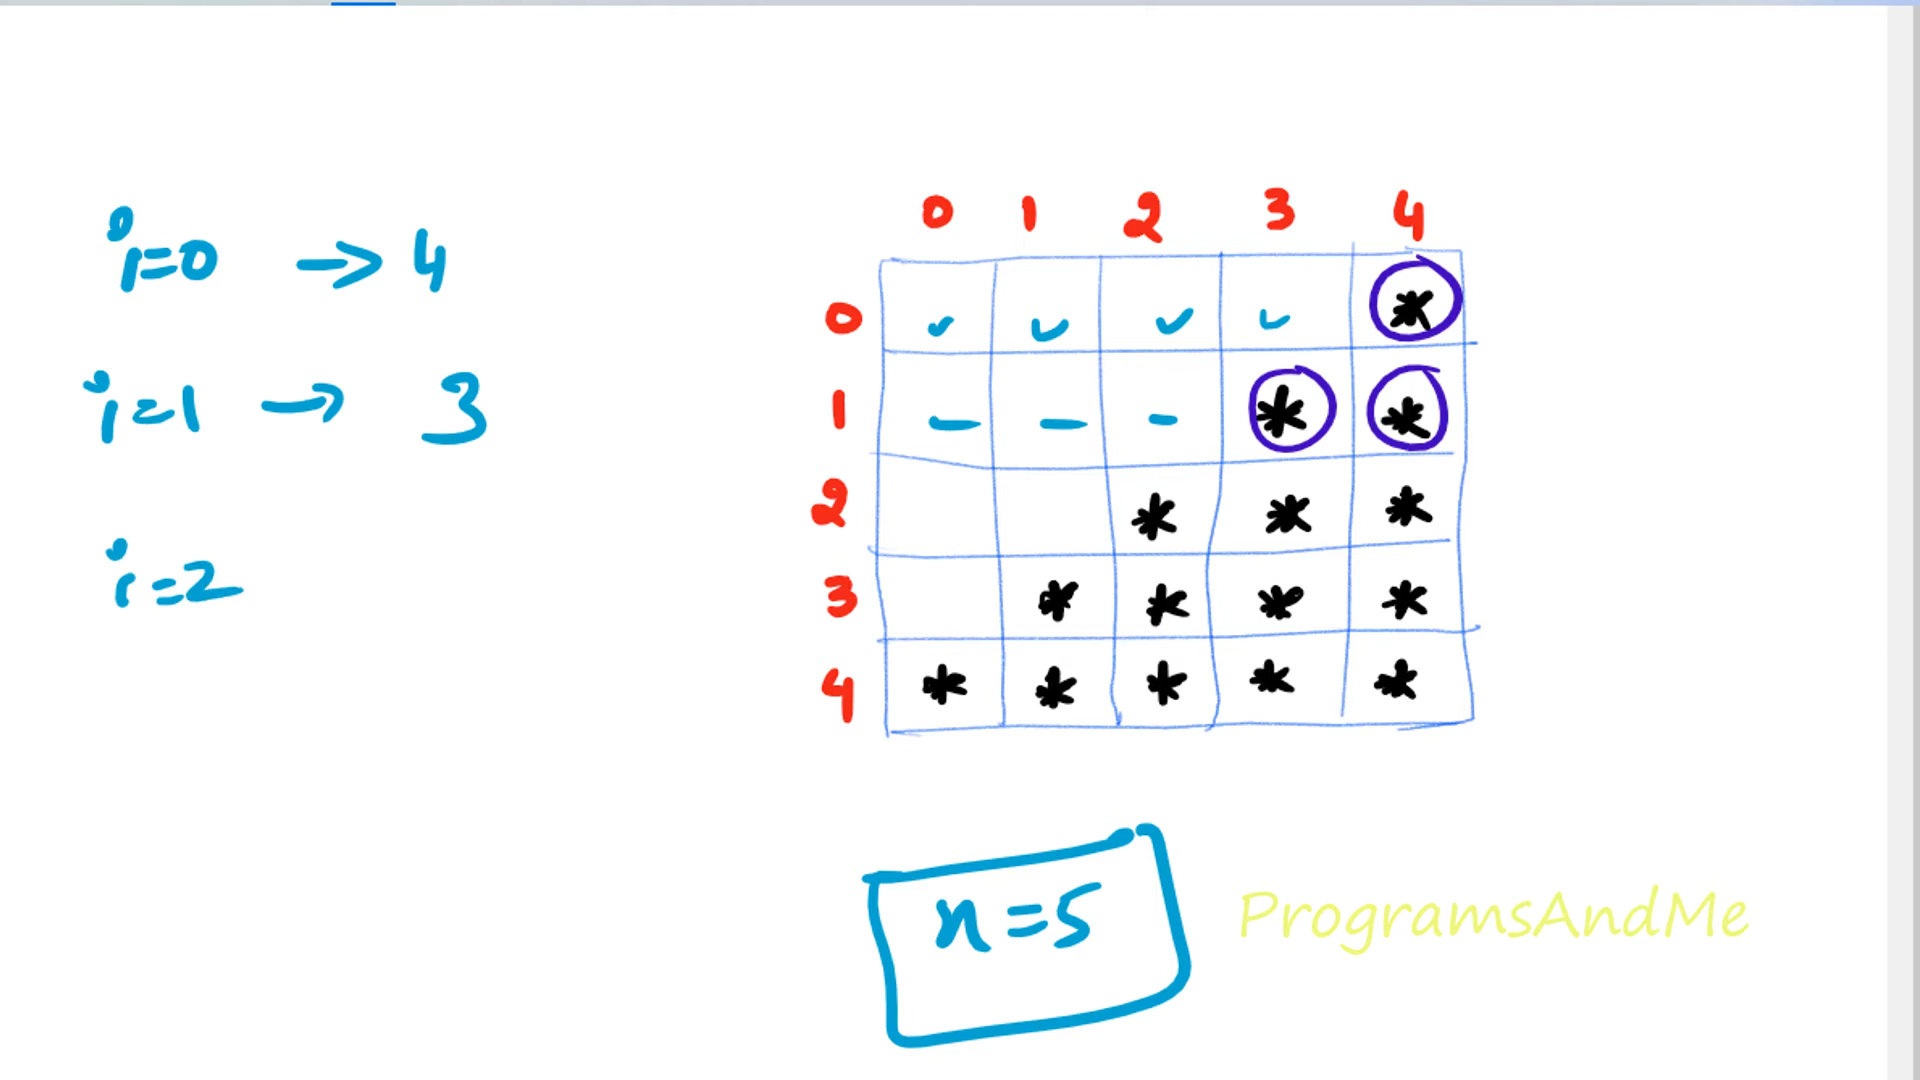 i=0 → 4
i=1 → 3
i=2
0 1 2 3 4
0 ✓ ✓ ✓ ✓ *
1 - - - * *
2 * * *
3 * * * *
4 * * * * *
n=5
ProgramsAndMe